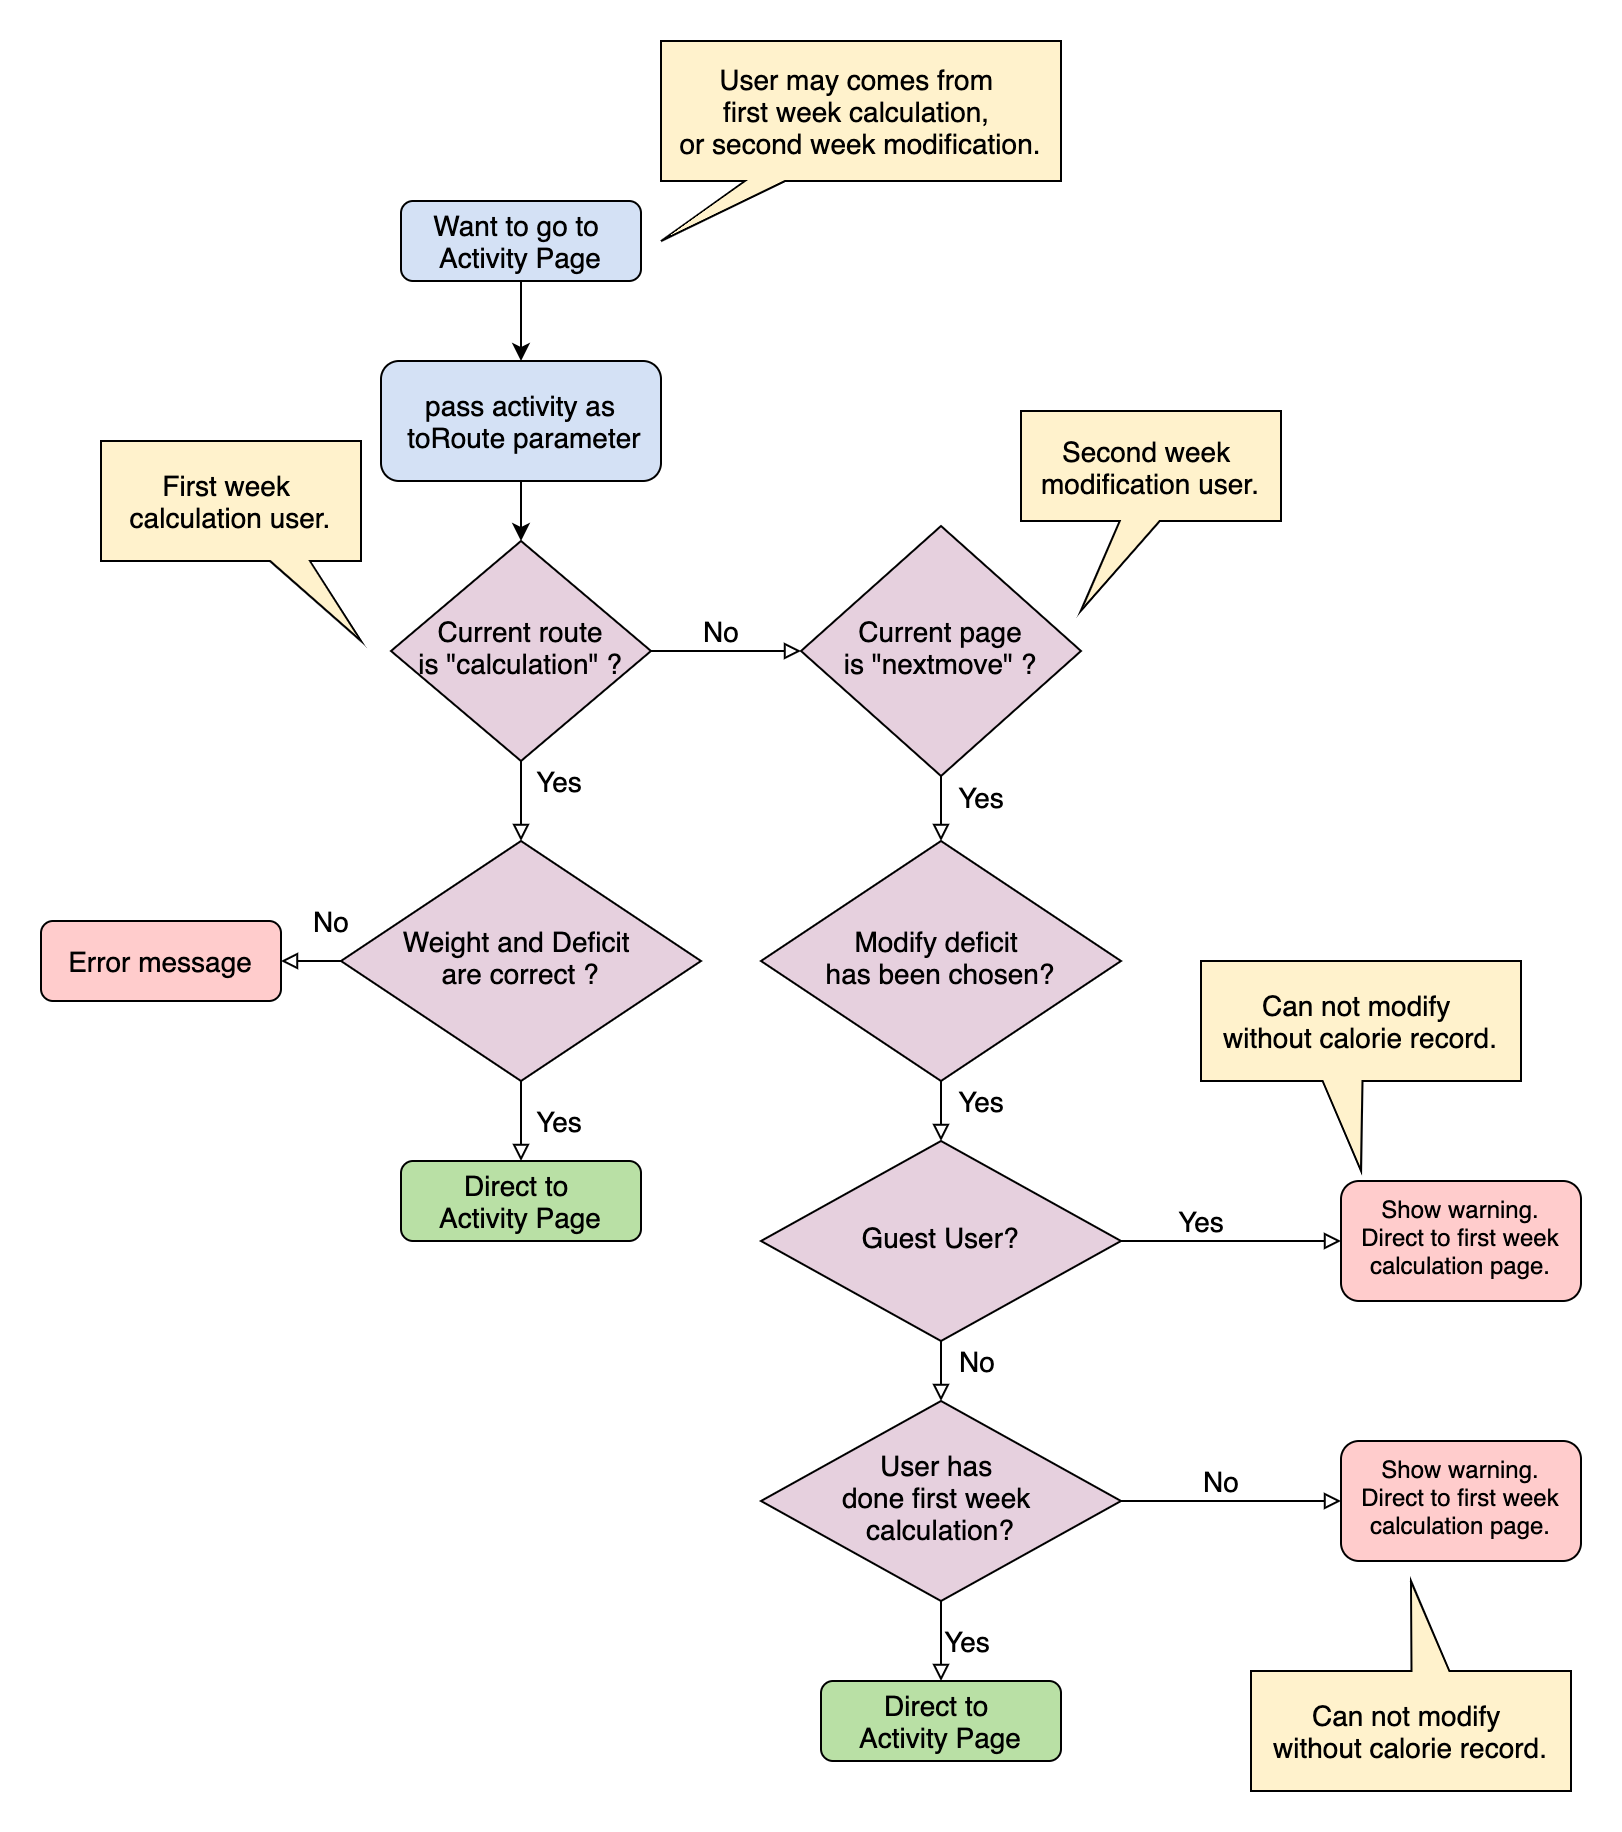 User may comes from
first week calculation,
or second week modification.
Want to go to
Activity Page
pass activity as
toRoute parameter
First week
calculation user.
Second week
modification user.
Current route
is "calculation" ?
No
Current page
is "nextmove" ?
Yes
Yes
No
Error message
Weight and Deficit
are correct ?
Modify deficit
has been chosen?
Can not modify
without calorie record.
Yes
Yes
Direct to
Activity Page
Guest User?
Yes
Show warning.
Direct to first week
calculation page.
No
User has
done first week
calculation?
No
Show warning.
Direct to first week
calculation page.
Yes
Direct to
Activity Page
Can not modify
without calorie record.